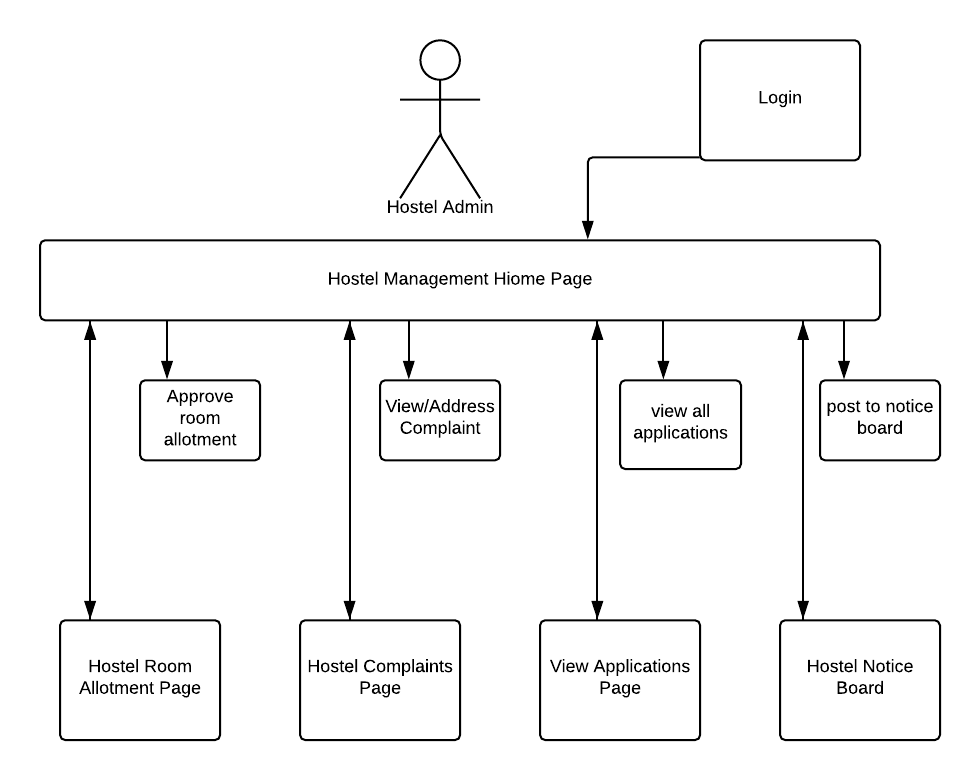 Login
Hostel Admin
Hostel Management Hiome Page
Approve
room
allotment
View/Address
Complaint
view all
applications
post to notice
board
Hostel Room
Allotment Page
Hostel Complaints
Page
View Applications
Page
Hostel Notice
Board